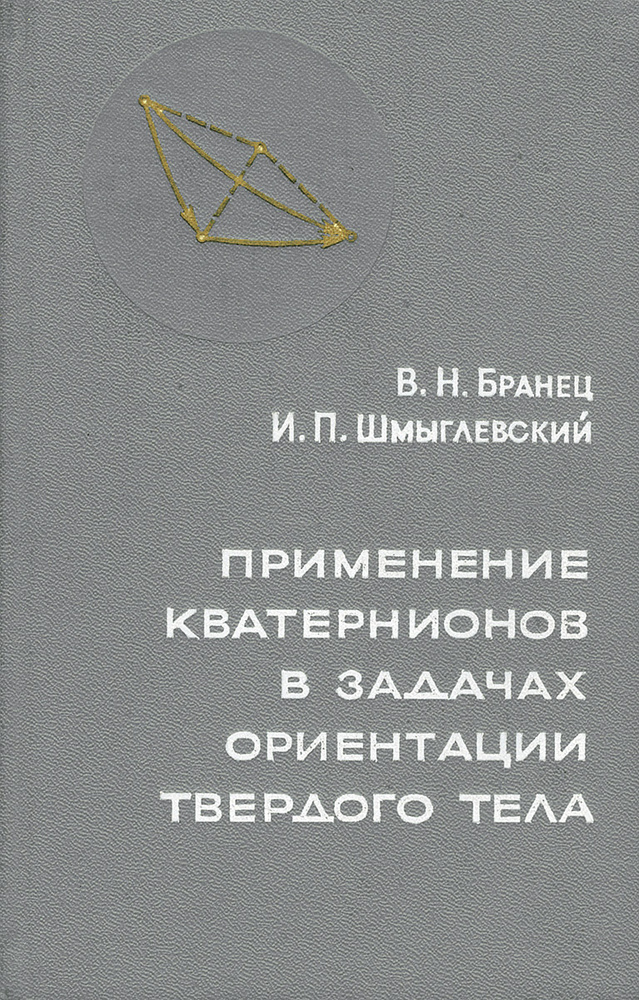 В. Н. Бранец
И. П. Шмыглевский
ПРИМЕНЕНИЕ
КВАТЕРНИОНОВ
В ЗАДАЧАХ
ОРИЕНТАЦИИ
ТВЕРДОГО ТЕЛА